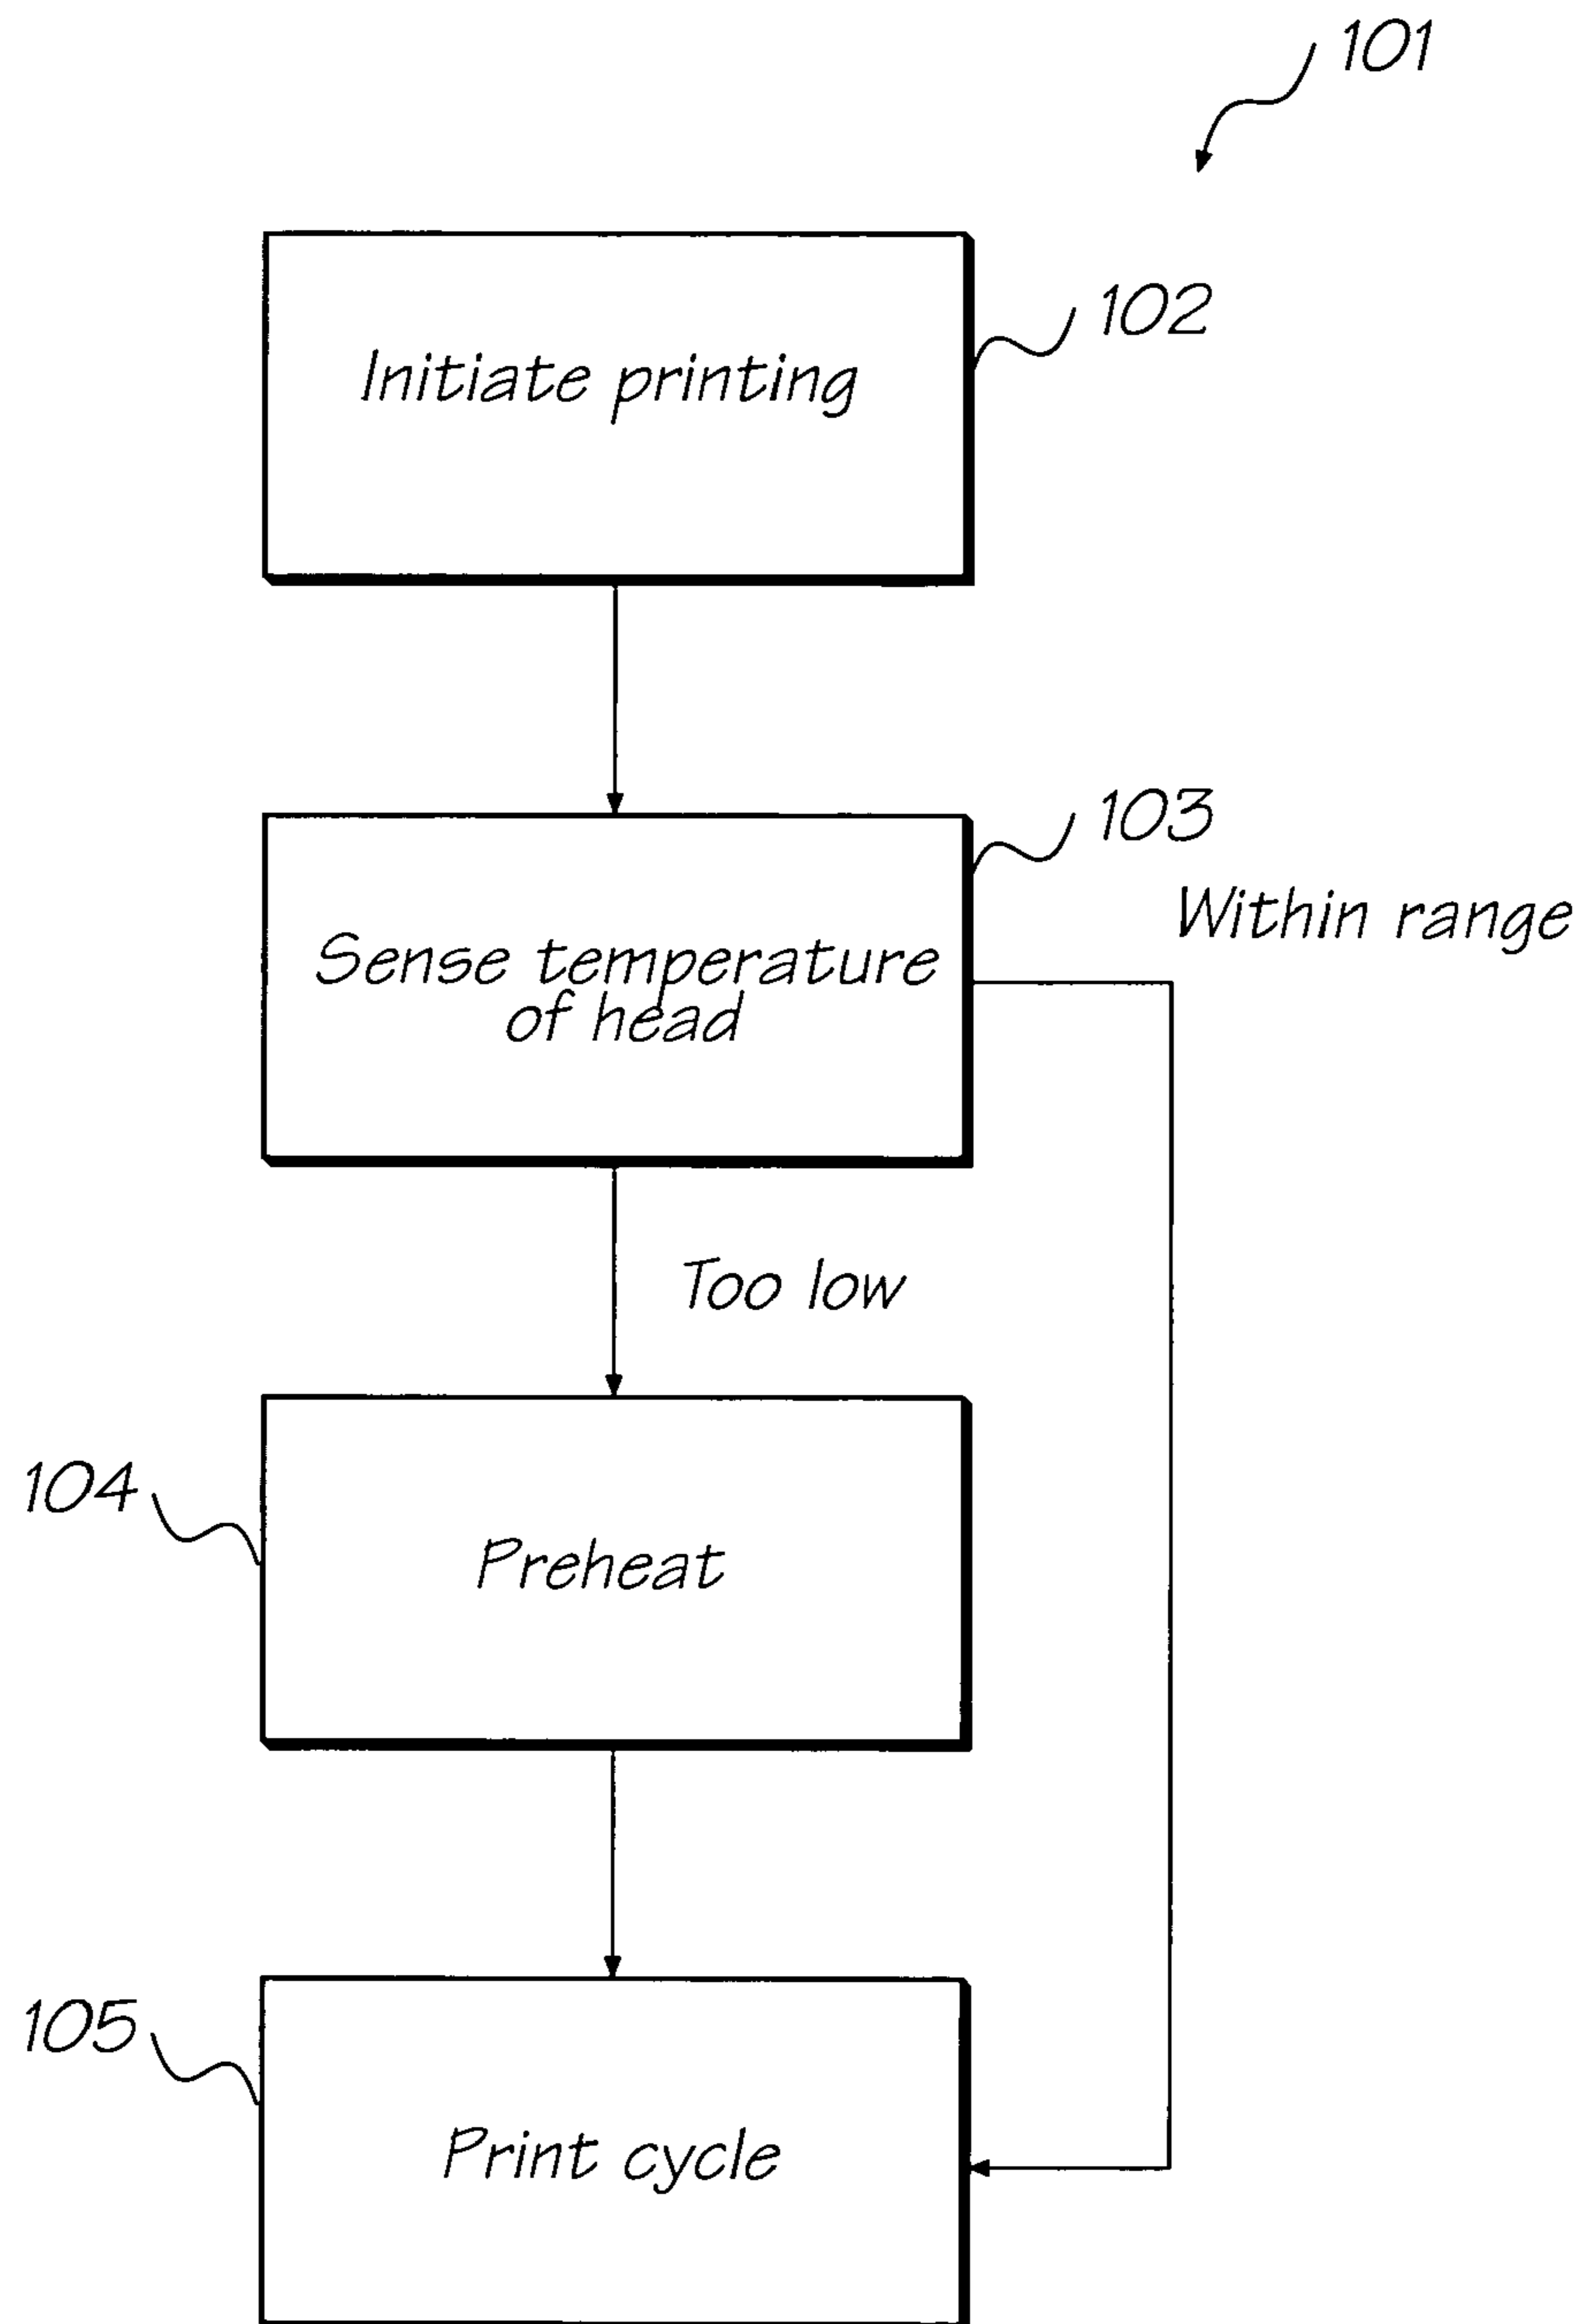 101
Initiate printing
102
103
Within range
Sense temperature
of head
Too low
104
Preheat
105
Print cycle